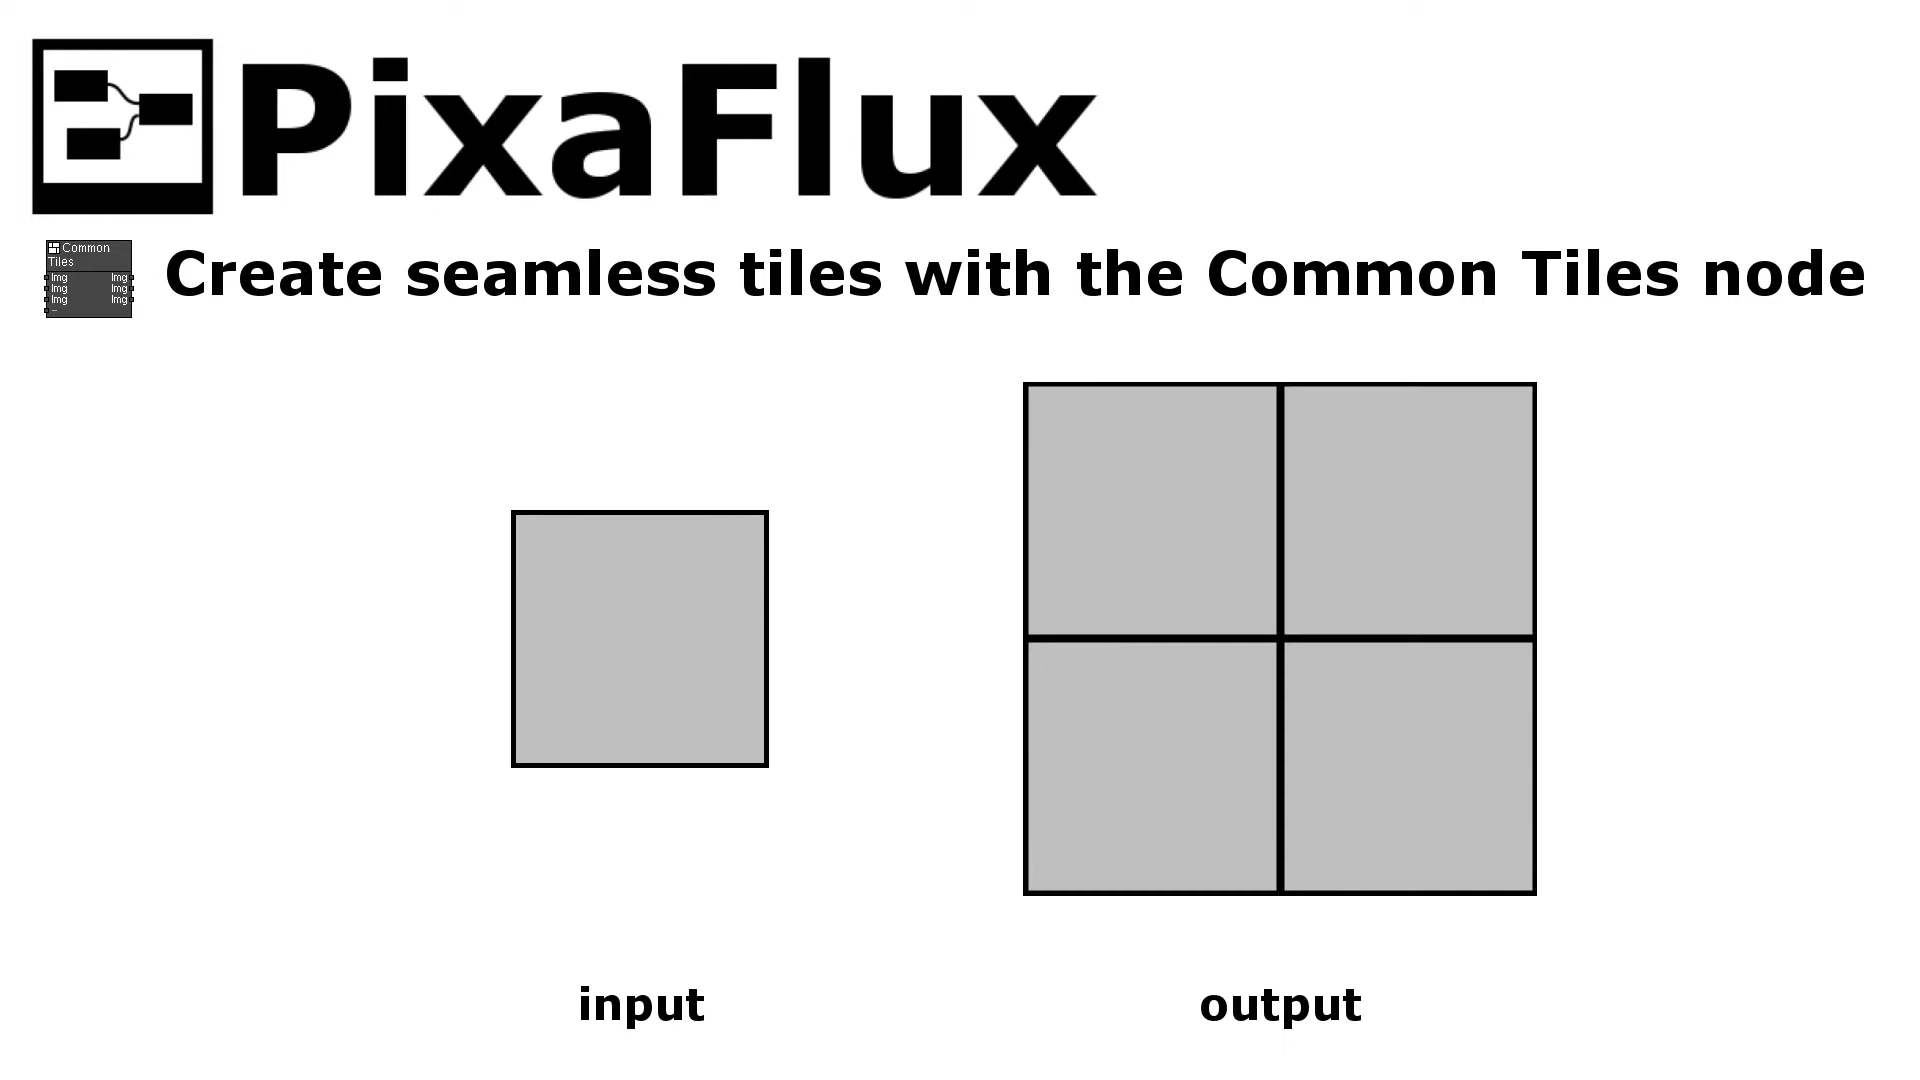 PixaFlux
Common
Tiles
Img Img
Img Img
Img Img
Create seamless tiles with the Common Tiles node
input
output